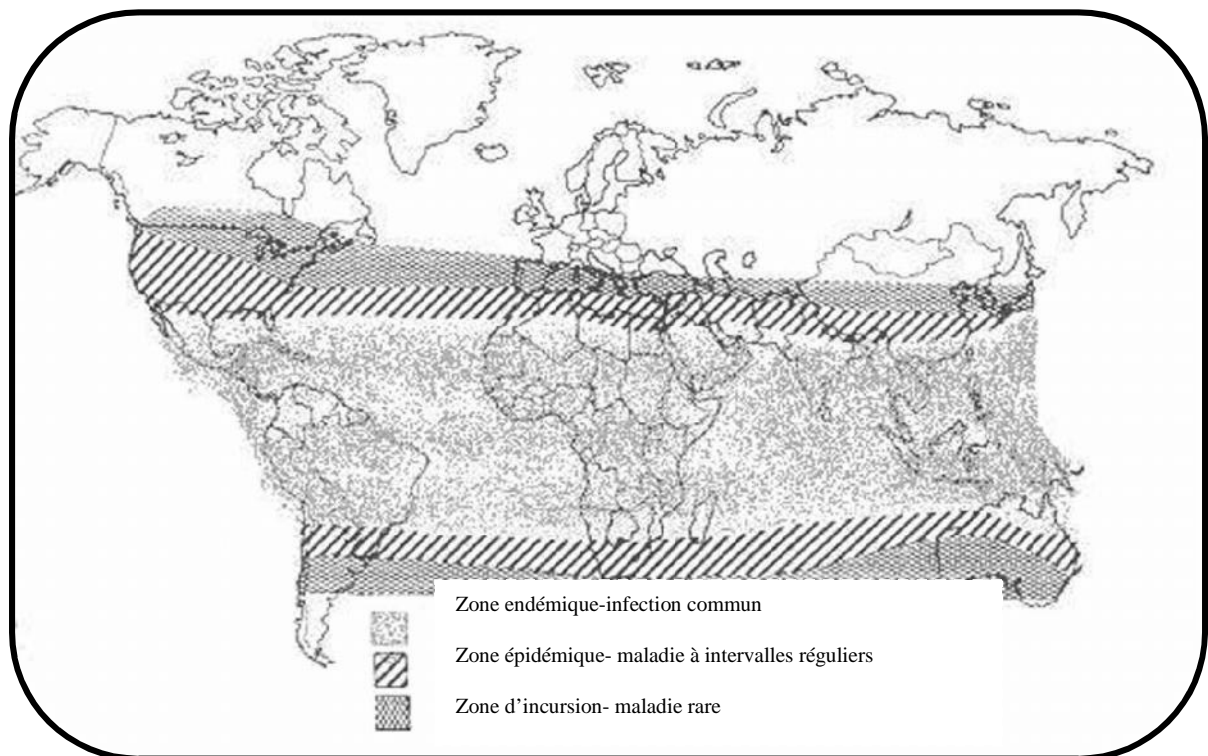 Zone endémique-infection commun
Zone épidémique- maladie à intervalles réguliers
Zone d’incursion- maladie rare